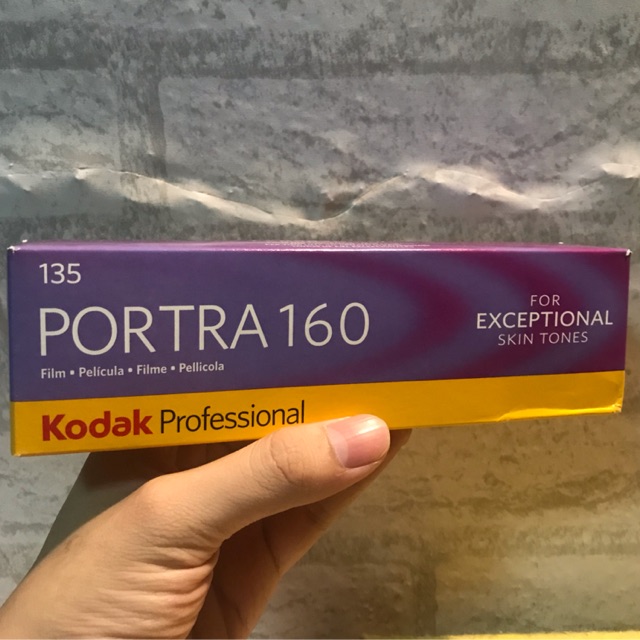 135
PORTRA 160
Film • Película • Filme • Pellicola
FOR
EXCEPTIONAL
SKIN TONES
Kodak Professional